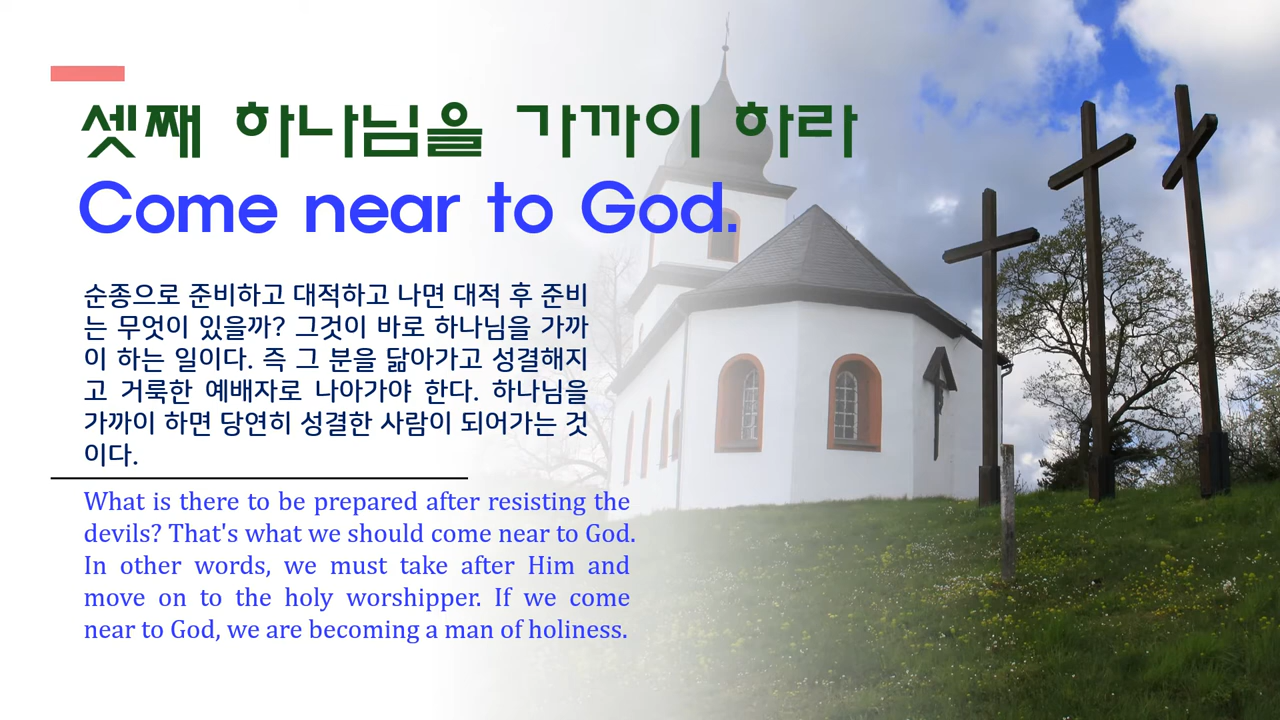 셋째 하나님을 가까이 하라
Come near to God.
순종으로 준비하고 대적하고 나면 대적 후 준비
는 무엇이 있을까? 그것이 바로 하나님을 가까
이 하는 일이다. 즉 그 분을 닮아가고 성결해지
고 거룩한 예배자로 나아가야 한다. 하나님을
가까이 하면 당연히 성결한 사람이 되어가는 것
이다.
What is there to be prepared after resisting the
devils? That's what we should come near to God.
In other words, we must take after Him and
move on to the holy worshipper. If we come
near to God, we are becoming a man of holiness.